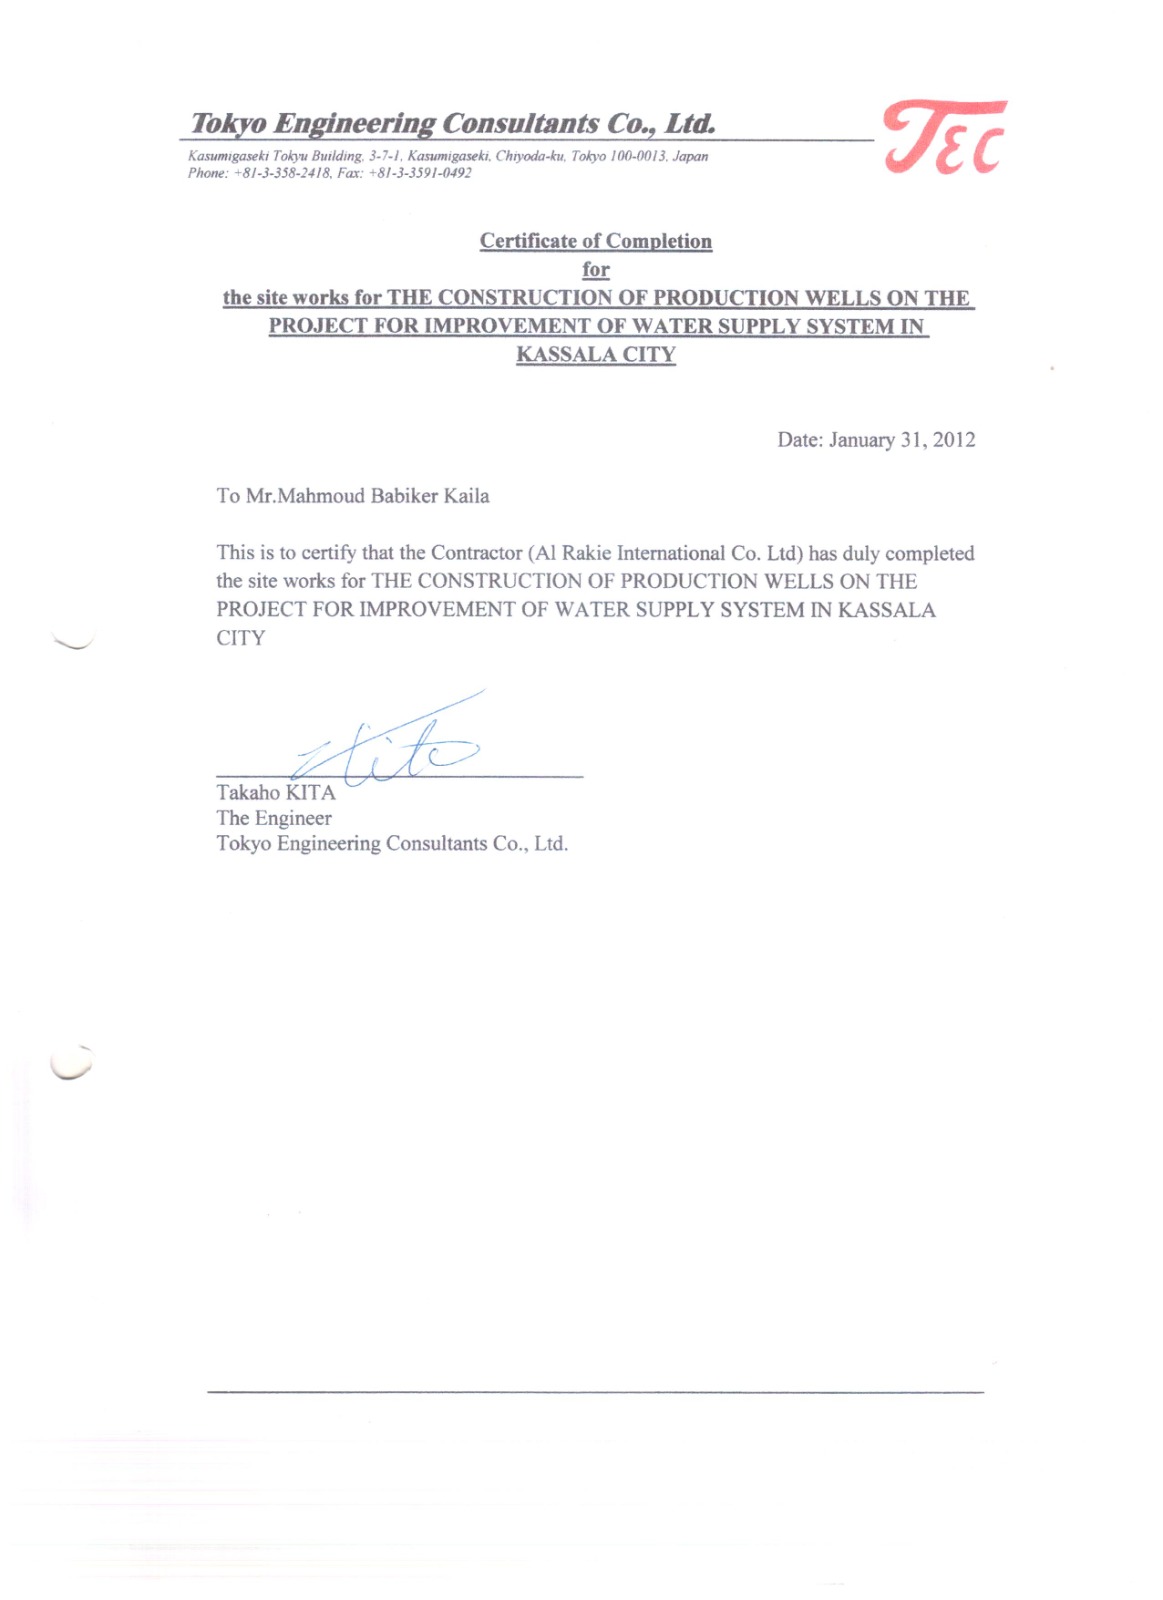 Tokyo Engineering Consultants Co., Ltd.
TEC
Kasumigaseki Tokyu Building, 3-7-1, Kasumigaseki, Chiyoda-ku, Tokyo 100-0013, Japan
Phone: +81-3-358-2418, Fax: +81-3-3591-0492
Certificate of Completion
for
the site works for THE CONSTRUCTION OF PRODUCTION WELLS ON THE
PROJECT FOR IMPROVEMENT OF WATER SUPPLY SYSTEM IN
KASSALA CITY
Date: January 31, 2012
To Mr.Mahmoud Babiker Kaila
This is to certify that the Contractor (Al Rakie International Co. Ltd) has duly completed
the site works for THE CONSTRUCTION OF PRODUCTION WELLS ON THE
PROJECT FOR IMPROVEMENT OF WATER SUPPLY SYSTEM IN KASSALA
CITY
Takaho KITA
The Engineer
Tokyo Engineering Consultants Co., Ltd.